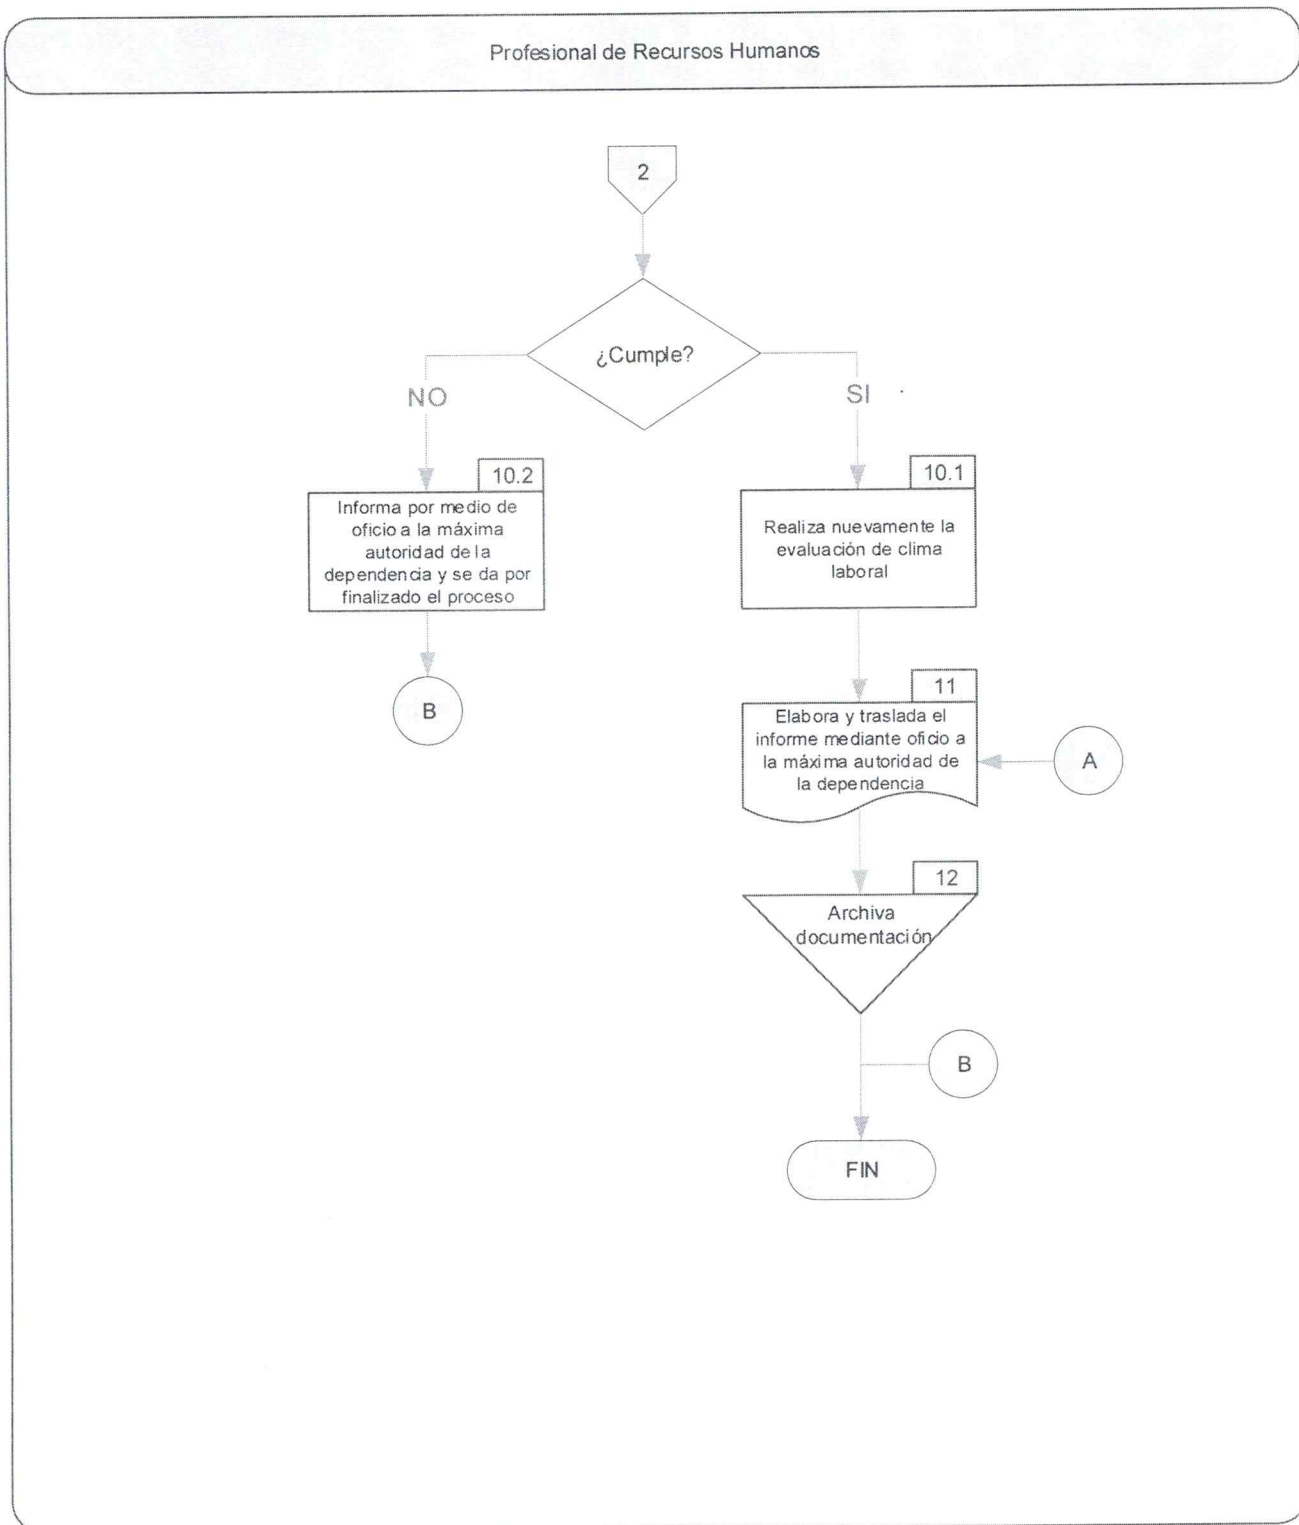 Profesional de Recursos Humanos
2
¿Cumple?
NO
SI
10.2
Informa por medio de
oficio a la máxima
autoridad de la
dependencia y se da por
finalizado el proceso
B
10.1
Realiza nuevamente la
evaluación de clima
laboral
11
Elabora y traslada el
informe mediante oficio a
la máxima autoridad de
la dependencia
A
12
Archiva
documentación
B
FIN